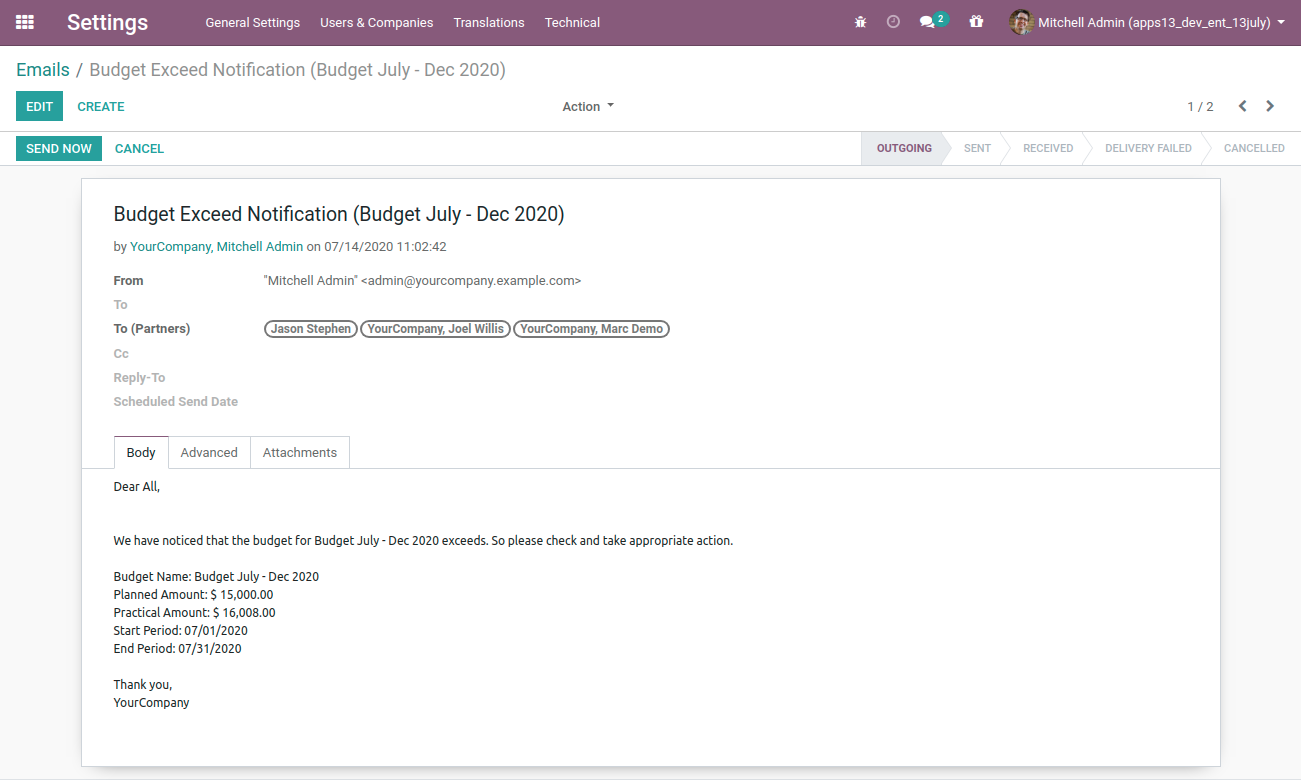 Settings General Settings Users & Companies Translations Technical 2 Mitchell Admin (apps13_dev_ent_13july)
Emails / Budget Exceed Notification (Budget July - Dec 2020)
EDIT CREATE Action 1 / 2
SEND NOW CANCEL OUTGOING SENT RECEIVED DELIVERY FAILED CANCELLED
Budget Exceed Notification (Budget July - Dec 2020)
by YourCompany, Mitchell Admin on 07/14/2020 11:02:42
From "Mitchell Admin" <admin@yourcompany.example.com>
To
To (Partners) Jason Stephen YourCompany, Joel Willis YourCompany, Marc Demo
Cc
Reply-To
Scheduled Send Date
Body Advanced Attachments
Dear All,
We have noticed that the budget for Budget July - Dec 2020 exceeds. So please check and take appropriate action.
Budget Name: Budget July - Dec 2020
Planned Amount: $ 15,000.00
Practical Amount: $ 16,008.00
Start Period: 07/01/2020
End Period: 07/31/2020
Thank you,
YourCompany